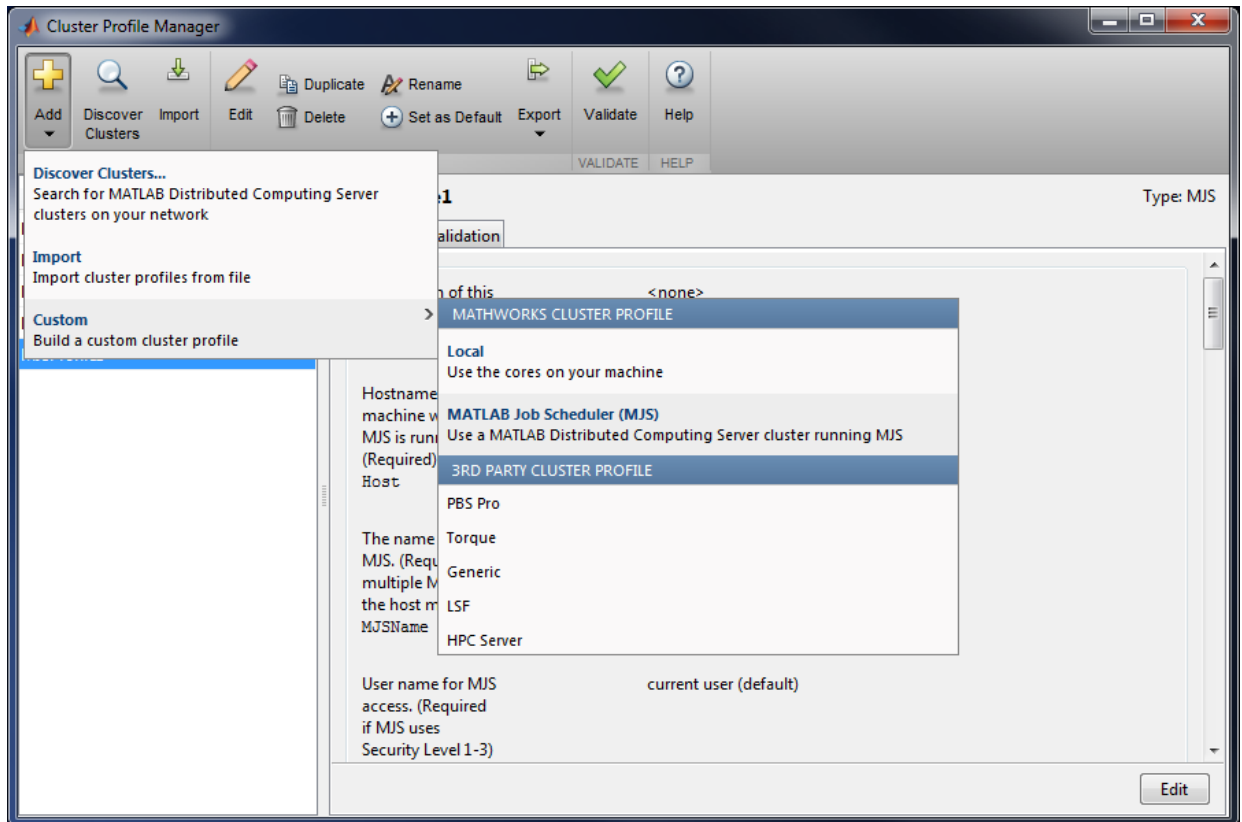 Cluster Profile Manager
Add
Discover Clusters
Import
Edit
Duplicate
Delete
Rename
Set as Default
Export
Validate
Help
VALIDATE
HELP
Discover Clusters...
Search for MATLAB Distributed Computing Server
clusters on your network
Import
Import cluster profiles from file
Custom
Build a custom cluster profile
Type: MJS
of this
<none>
MATHWORKS CLUSTER PROFILE
Local
Use the cores on your machine
MATLAB Job Scheduler (MJS)
Use a MATLAB Distributed Computing Server cluster running MJS
3RD PARTY CLUSTER PROFILE
PBS Pro
Torque
Generic
LSF
HPC Server
Hostname
machine
MJS is
(Required)
Host
The name
MJS.
multiple
the host
MJSName
User name for MJS
current user (default)
access. (Required
if MJS uses
Security Level 1-3)
Edit